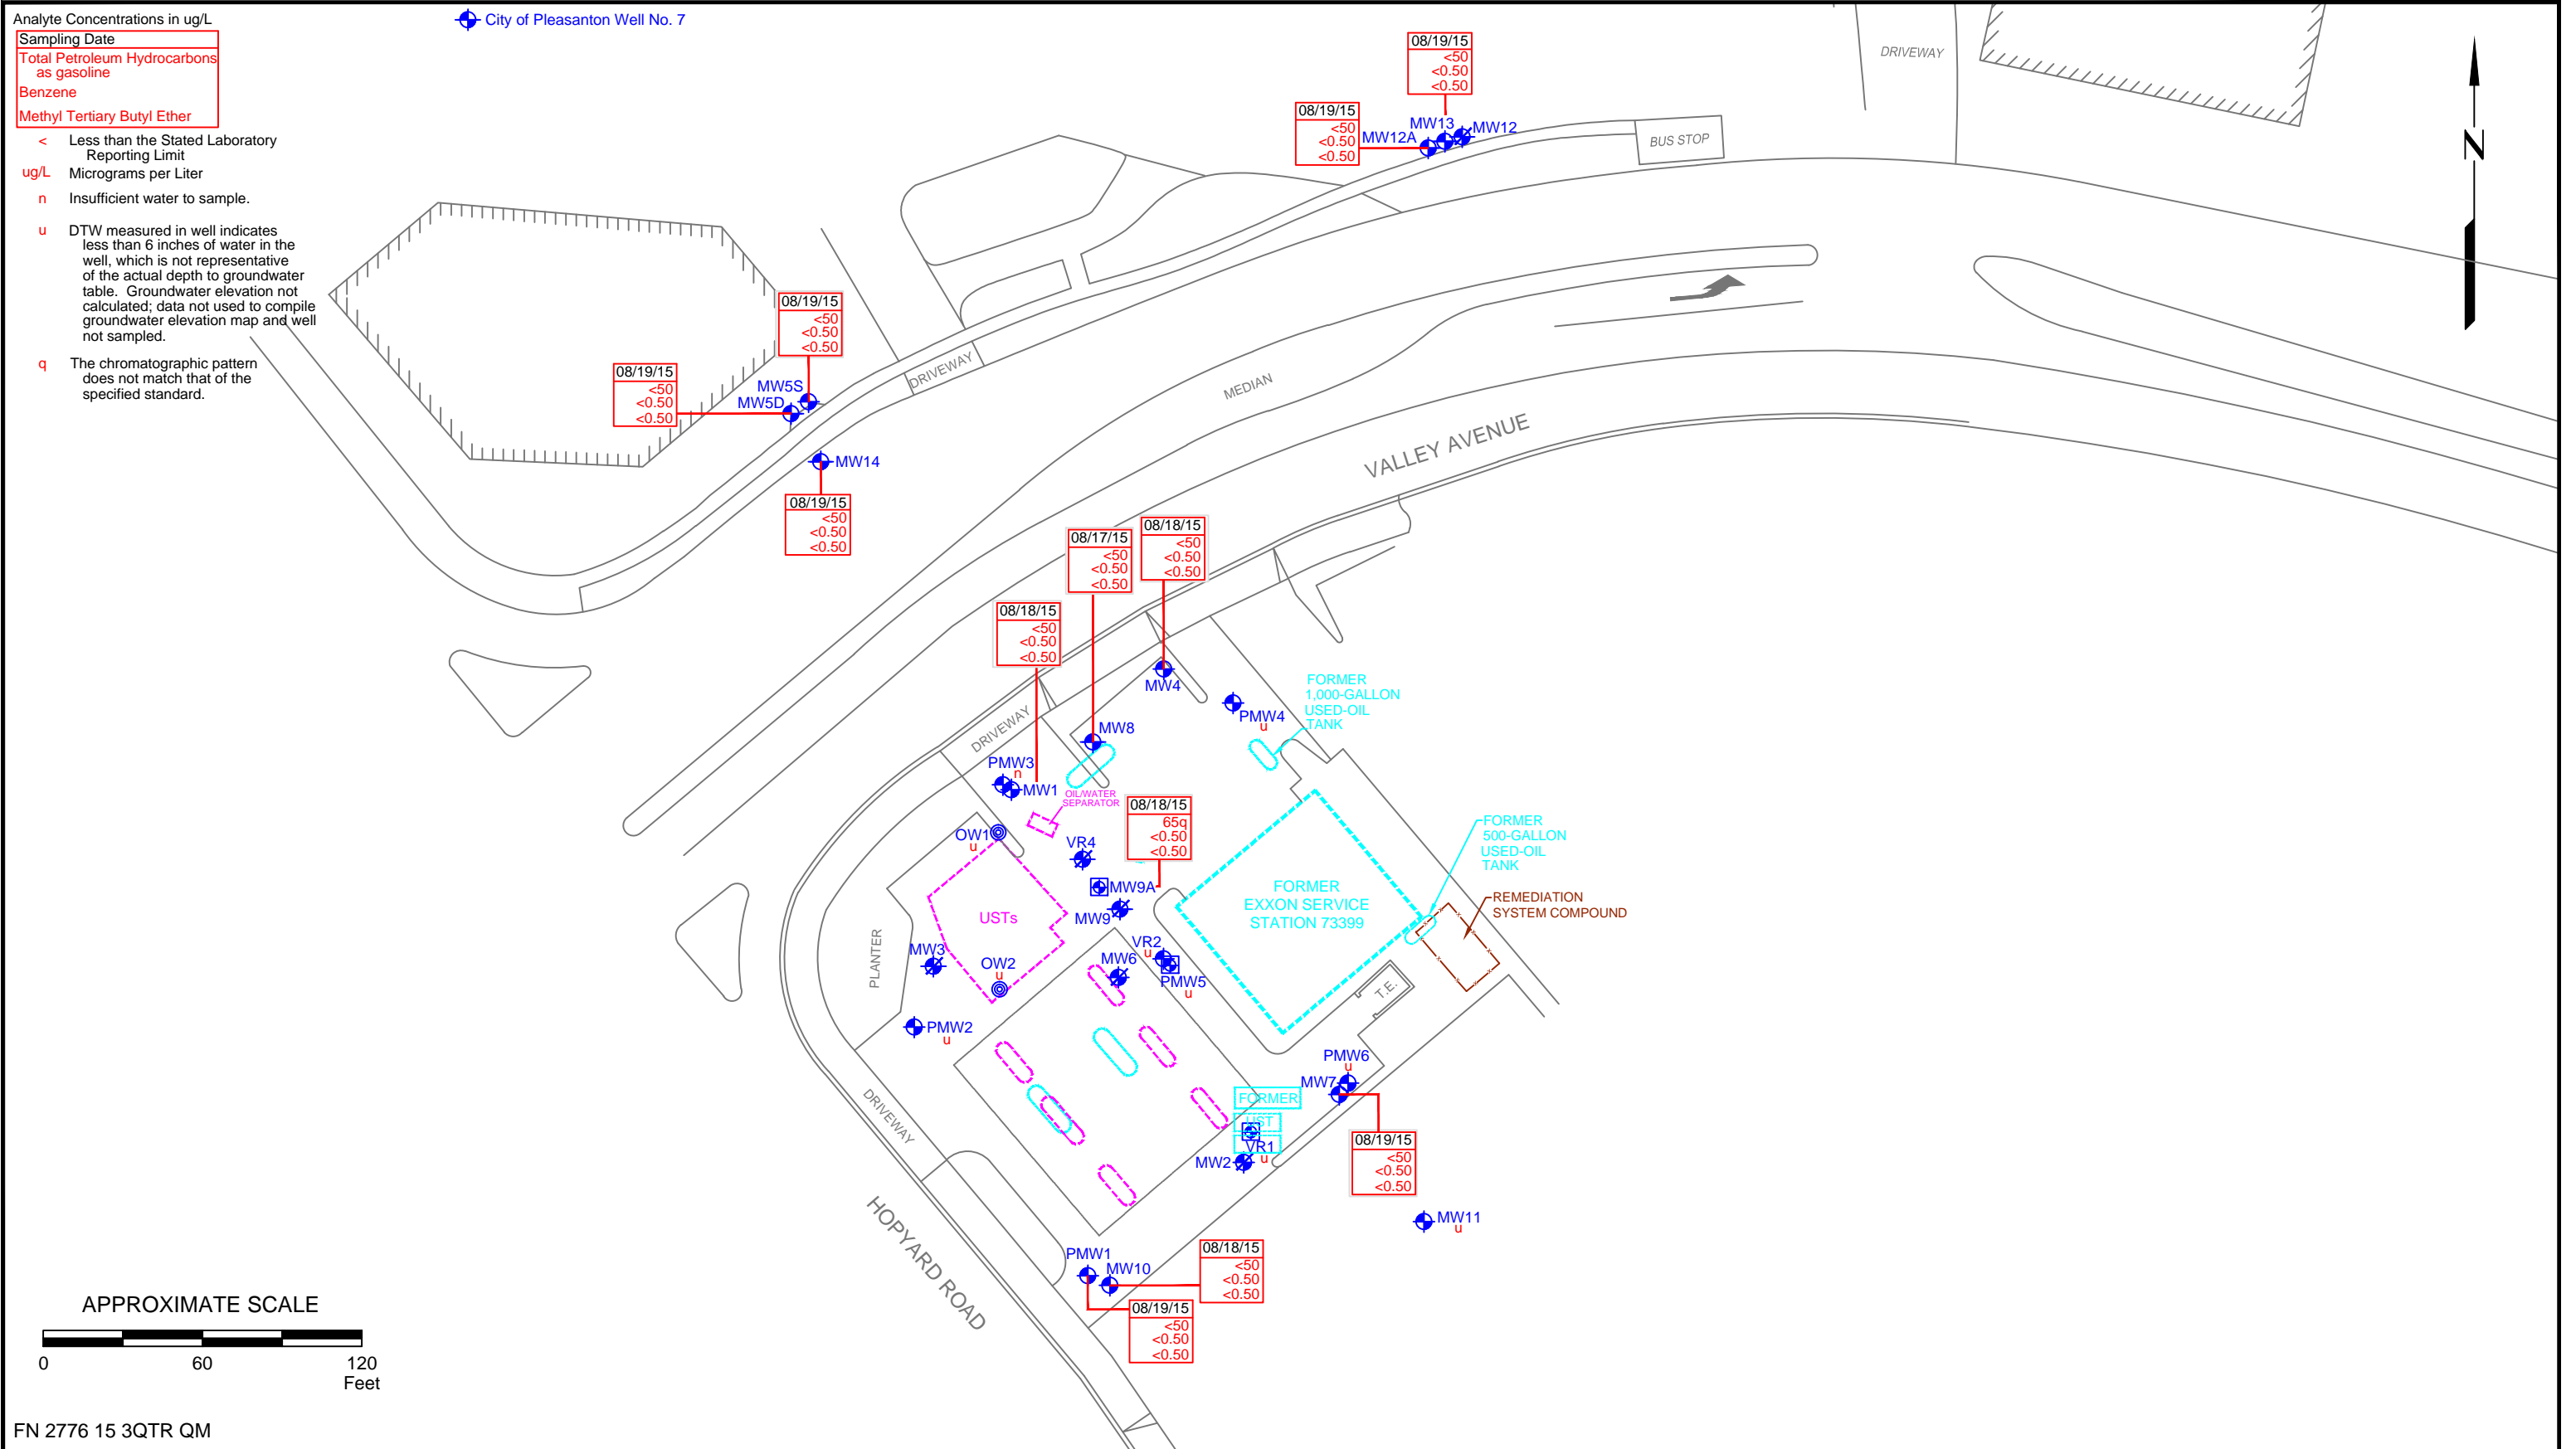 Analyte Concentrations in ug/L
Sampling Date
Total Petroleum Hydrocarbons
as gasoline
Benzene
Methyl Tertiary Butyl Ether
< Less than the Stated Laboratory
Reporting Limit
ug/L Micrograms per Liter
n Insufficient water to sample.
u DTW measured in well indicates
less than 6 inches of water in the
well, which is not representative
of the actual depth to groundwater
table. Groundwater elevation not
calculated; data not used to compile
groundwater elevation map and well
not sampled.
q The chromatographic pattern
does not match that of the
specified standard.
City of Pleasanton Well No. 7
08/19/15
<50
<0.50
<0.50
MW13
MW12
08/19/15
<50
<0.50
<0.50
MW12A
BUS STOP
DRIVEWAY
N
08/19/15
<50
<0.50
<0.50
MW5S
08/19/15
<50
<0.50
<0.50
MW5D
DRIVEWAY
MEDIAN
VALLEY AVENUE
MW14
08/19/15
<50
<0.50
<0.50
08/17/15
<50
<0.50
<0.50
08/18/15
<50
<0.50
<0.50
08/18/15
<50
<0.50
<0.50
MW4
PMW4
u
FORMER
1,000-GALLON
USED-OIL
TANK
DRIVEWAY
MW8
PMW3
n
MW1
OIL/WATER
SEPARATOR
08/18/15
65q
<0.50
<0.50
OW1
u
VR4
MW9A
MW9
USTs
FORMER
EXXON SERVICE
STATION 73399
FORMER
500-GALLON
USED-OIL
TANK
REMEDIATION
SYSTEM COMPOUND
PLANTER
MW3
OW2
u
MW6
VR2
u
PMW5
u
T.E.
PMW2
u
PMW6
u
MW7
FORMER
UST
VR1
u
MW2
08/19/15
<50
<0.50
<0.50
DRIVEWAY
HOPYARD ROAD
MW11
u
PMW1
MW10
08/18/15
<50
<0.50
<0.50
08/19/15
<50
<0.50
<0.50
APPROXIMATE SCALE
0 60 120
Feet
FN 2776 15 3QTR QM